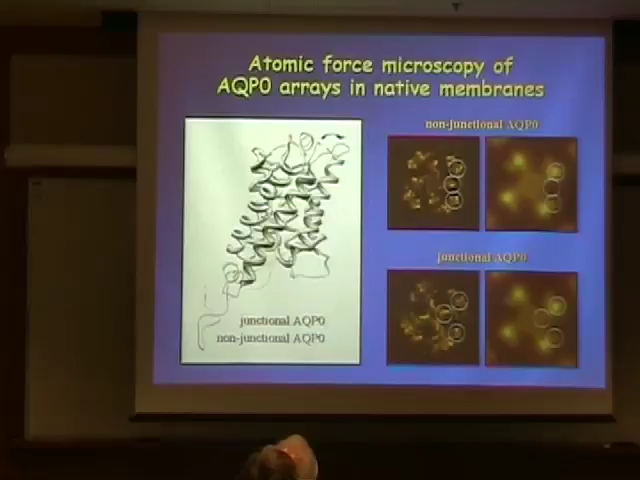 Atomic force microscopy of
AQP0 arrays in native membranes
non-junctional AQP0
junctional AQP0
junctional AQP0
non-junctional AQP0